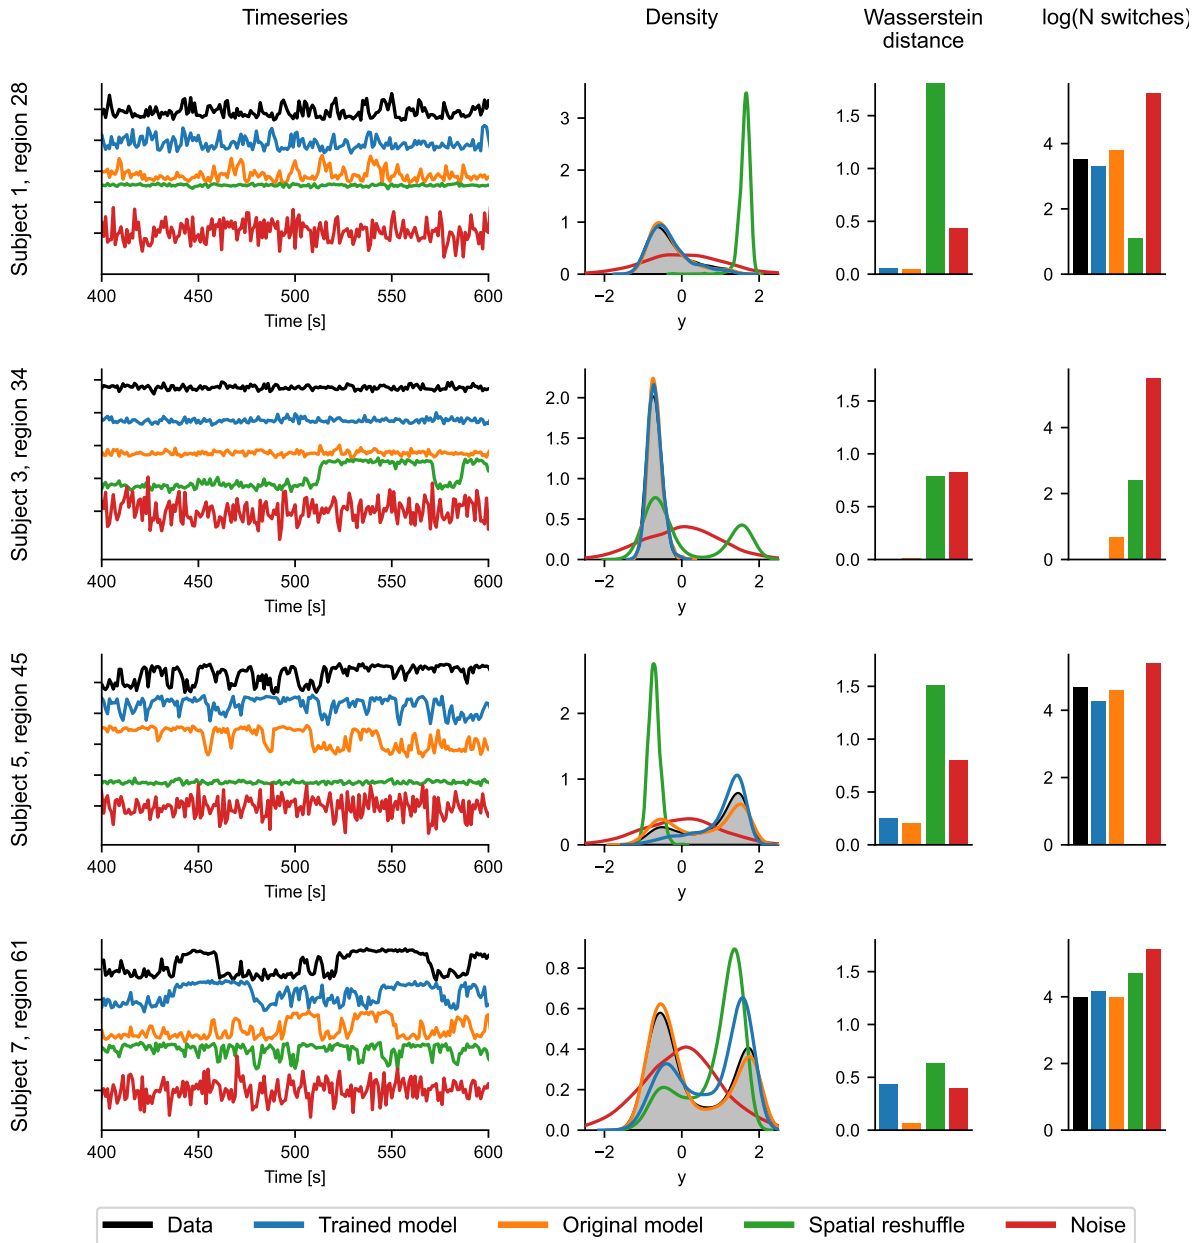 Timeseries
Density
Wasserstein
distance
log(N switches)
Subject 1, region 28
400 450 500 550 600
Time [s]
3
2
1
0
−2 0 2
y
1.5
1.0
0.5
0.0
4
2
0
Subject 3, region 34
400 450 500 550 600
Time [s]
2.0
1.5
1.0
0.5
0.0
−2 0 2
y
1.5
1.0
0.5
0.0
4
2
0
Subject 5, region 45
400 450 500 550 600
Time [s]
2
1
0
−2 0 2
y
1.5
1.0
0.5
0.0
4
2
0
Subject 7, region 61
400 450 500 550 600
Time [s]
0.8
0.6
0.4
0.2
0.0
−2 0 2
y
1.5
1.0
0.5
0.0
4
2
0
Data Trained model Original model Spatial reshuffle Noise